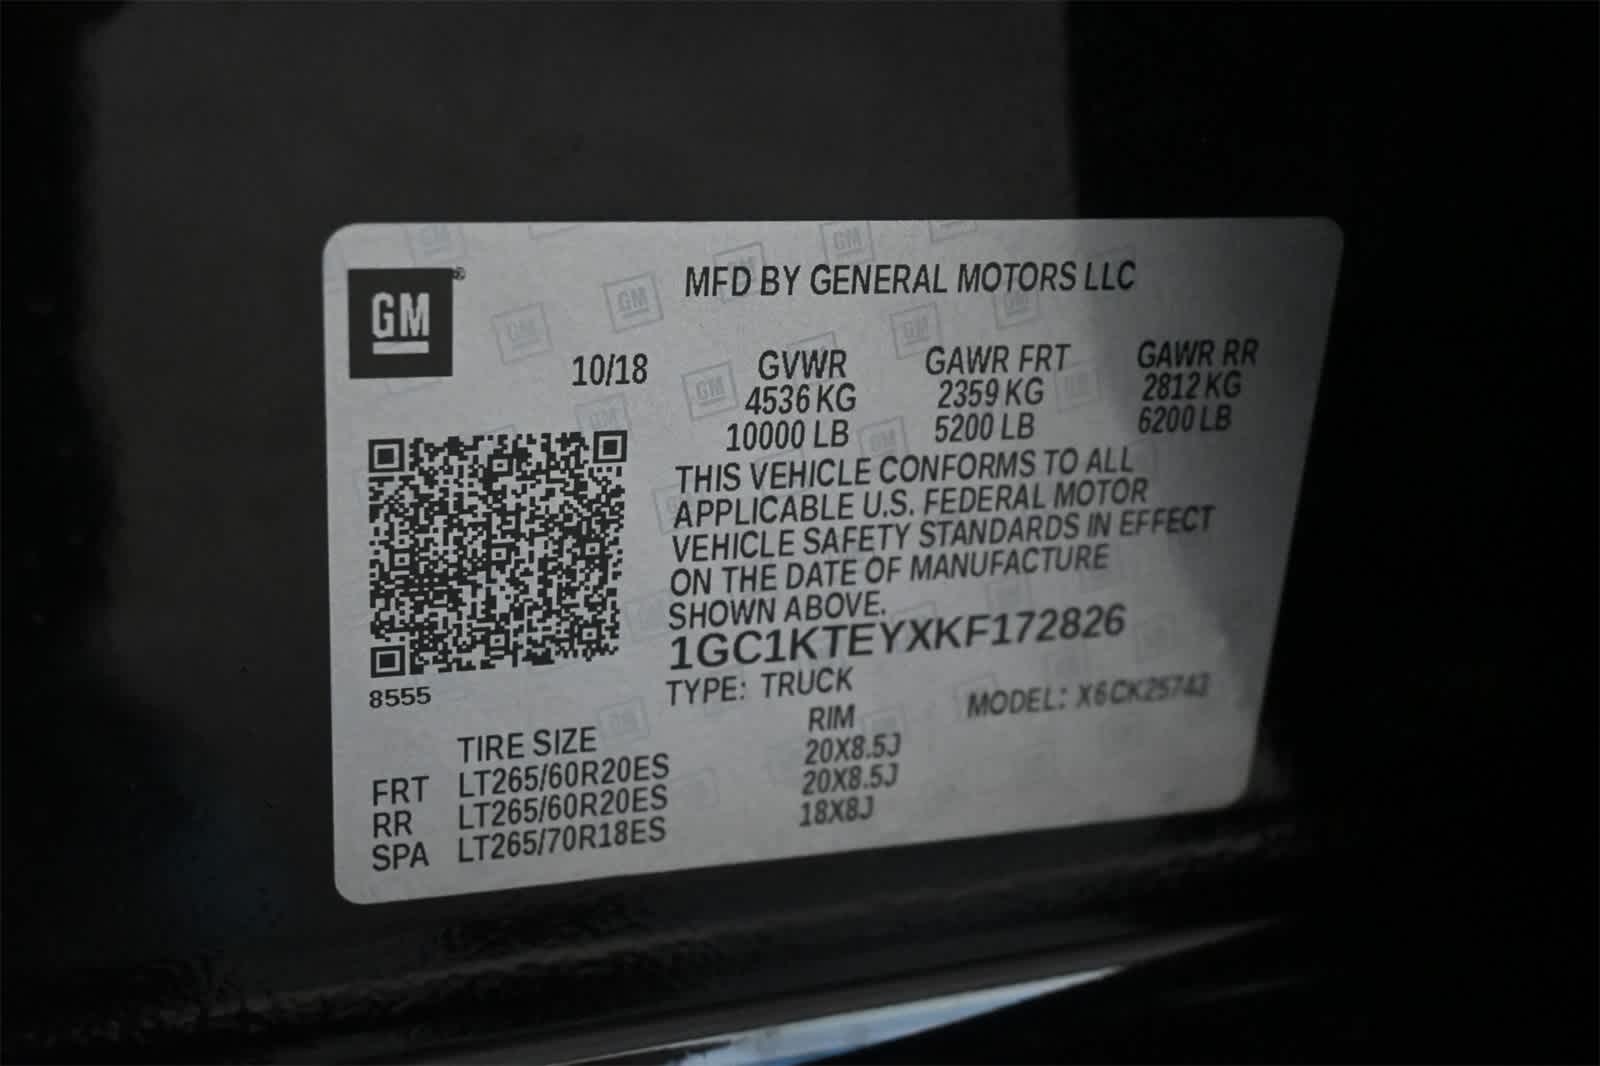 GM
MFD BY GENERAL MOTORS LLC
10/18 GVWR GAWR FRT GAWR RR
4536 KG 2359 KG 2812 KG
10000 LB 5200 LB 6200 LB
THIS VEHICLE CONFORMS TO ALL
APPLICABLE U.S. FEDERAL MOTOR
VEHICLE SAFETY STANDARDS IN EFFECT
ON THE DATE OF MANUFACTURE
SHOWN ABOVE.
1GC1KTEYXKF172826
8555
TYPE: TRUCK MODEL: X6CK25743
TIRE SIZE RIM
FRT LT265/60R20ES 20X8.5J
RR LT265/60R20ES 20X8.5J
SPA LT265/70R18ES 18X8J